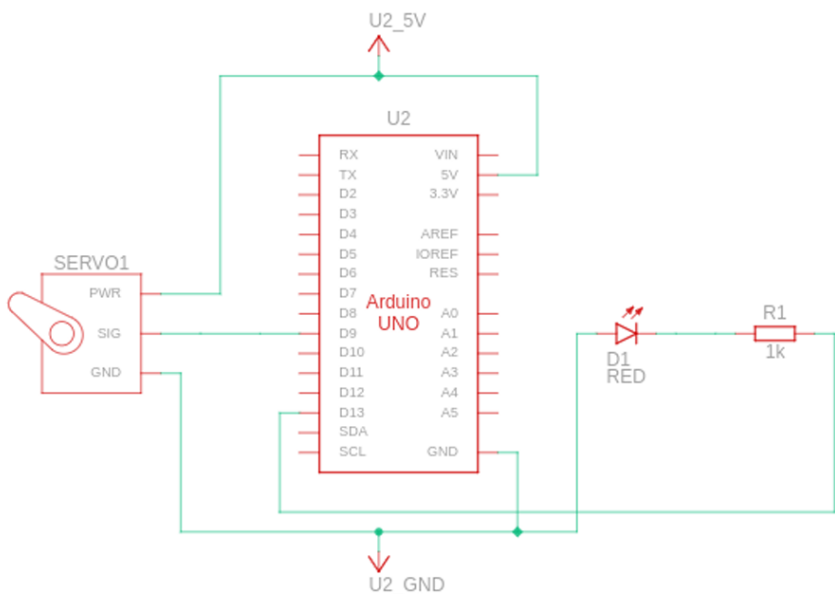 U2_5V
U2
RX VIN
TX 5V
D2 3.3V
D3
D4 AREF
D5 IOREF
D6 RES
D7
D8 A0
D9 A1
D10 A2
D11 A3
D12 A4
D13 A5
SDA
SCL GND
Arduino
UNO
SERVO1
PWR
SIG
GND
D1
RED
R1
1k
U2_GND